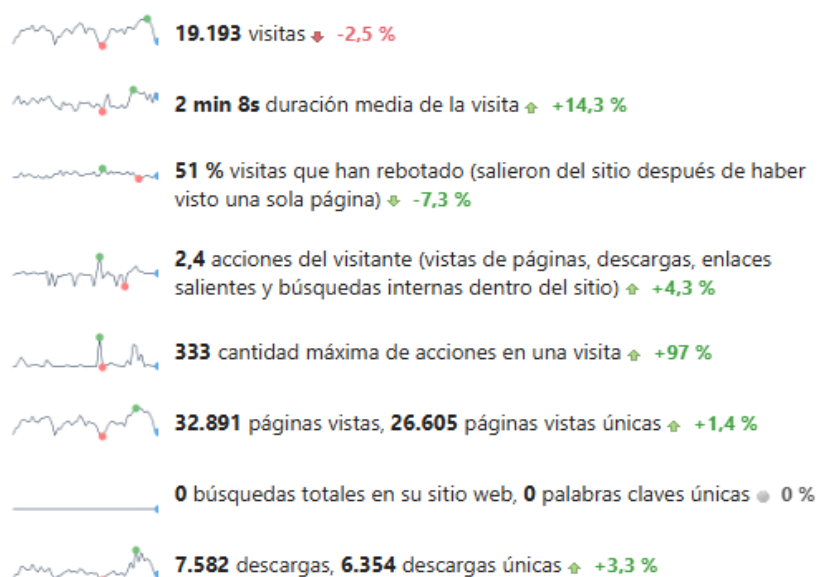 19.193 visitas -2,5 %
2 min 8s duración media de la visita +14,3 %
51 % visitas que han rebotado (salieron del sitio después de haber
visto una sola página) -7,3 %
2,4 acciones del visitante (vistas de páginas, descargas, enlaces
salientes y búsquedas internas dentro del sitio) +4,3 %
333 cantidad máxima de acciones en una visita +97 %
32.891 páginas vistas, 26.605 páginas vistas únicas +1,4 %
0 búsquedas totales en su sitio web, 0 palabras claves únicas 0 %
7.582 descargas, 6.354 descargas únicas +3,3 %